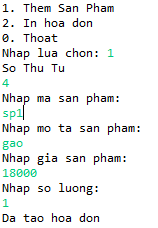 1. Them San Pham
2. In hoa don
0. Thoat
Nhap lua chon: 1
So Thu Tu
4
Nhap ma san pham:
sp1
Nhap mo ta san pham:
gao
Nhap gia san pham:
18000
Nhap so luong:
1
Da tao hoa don